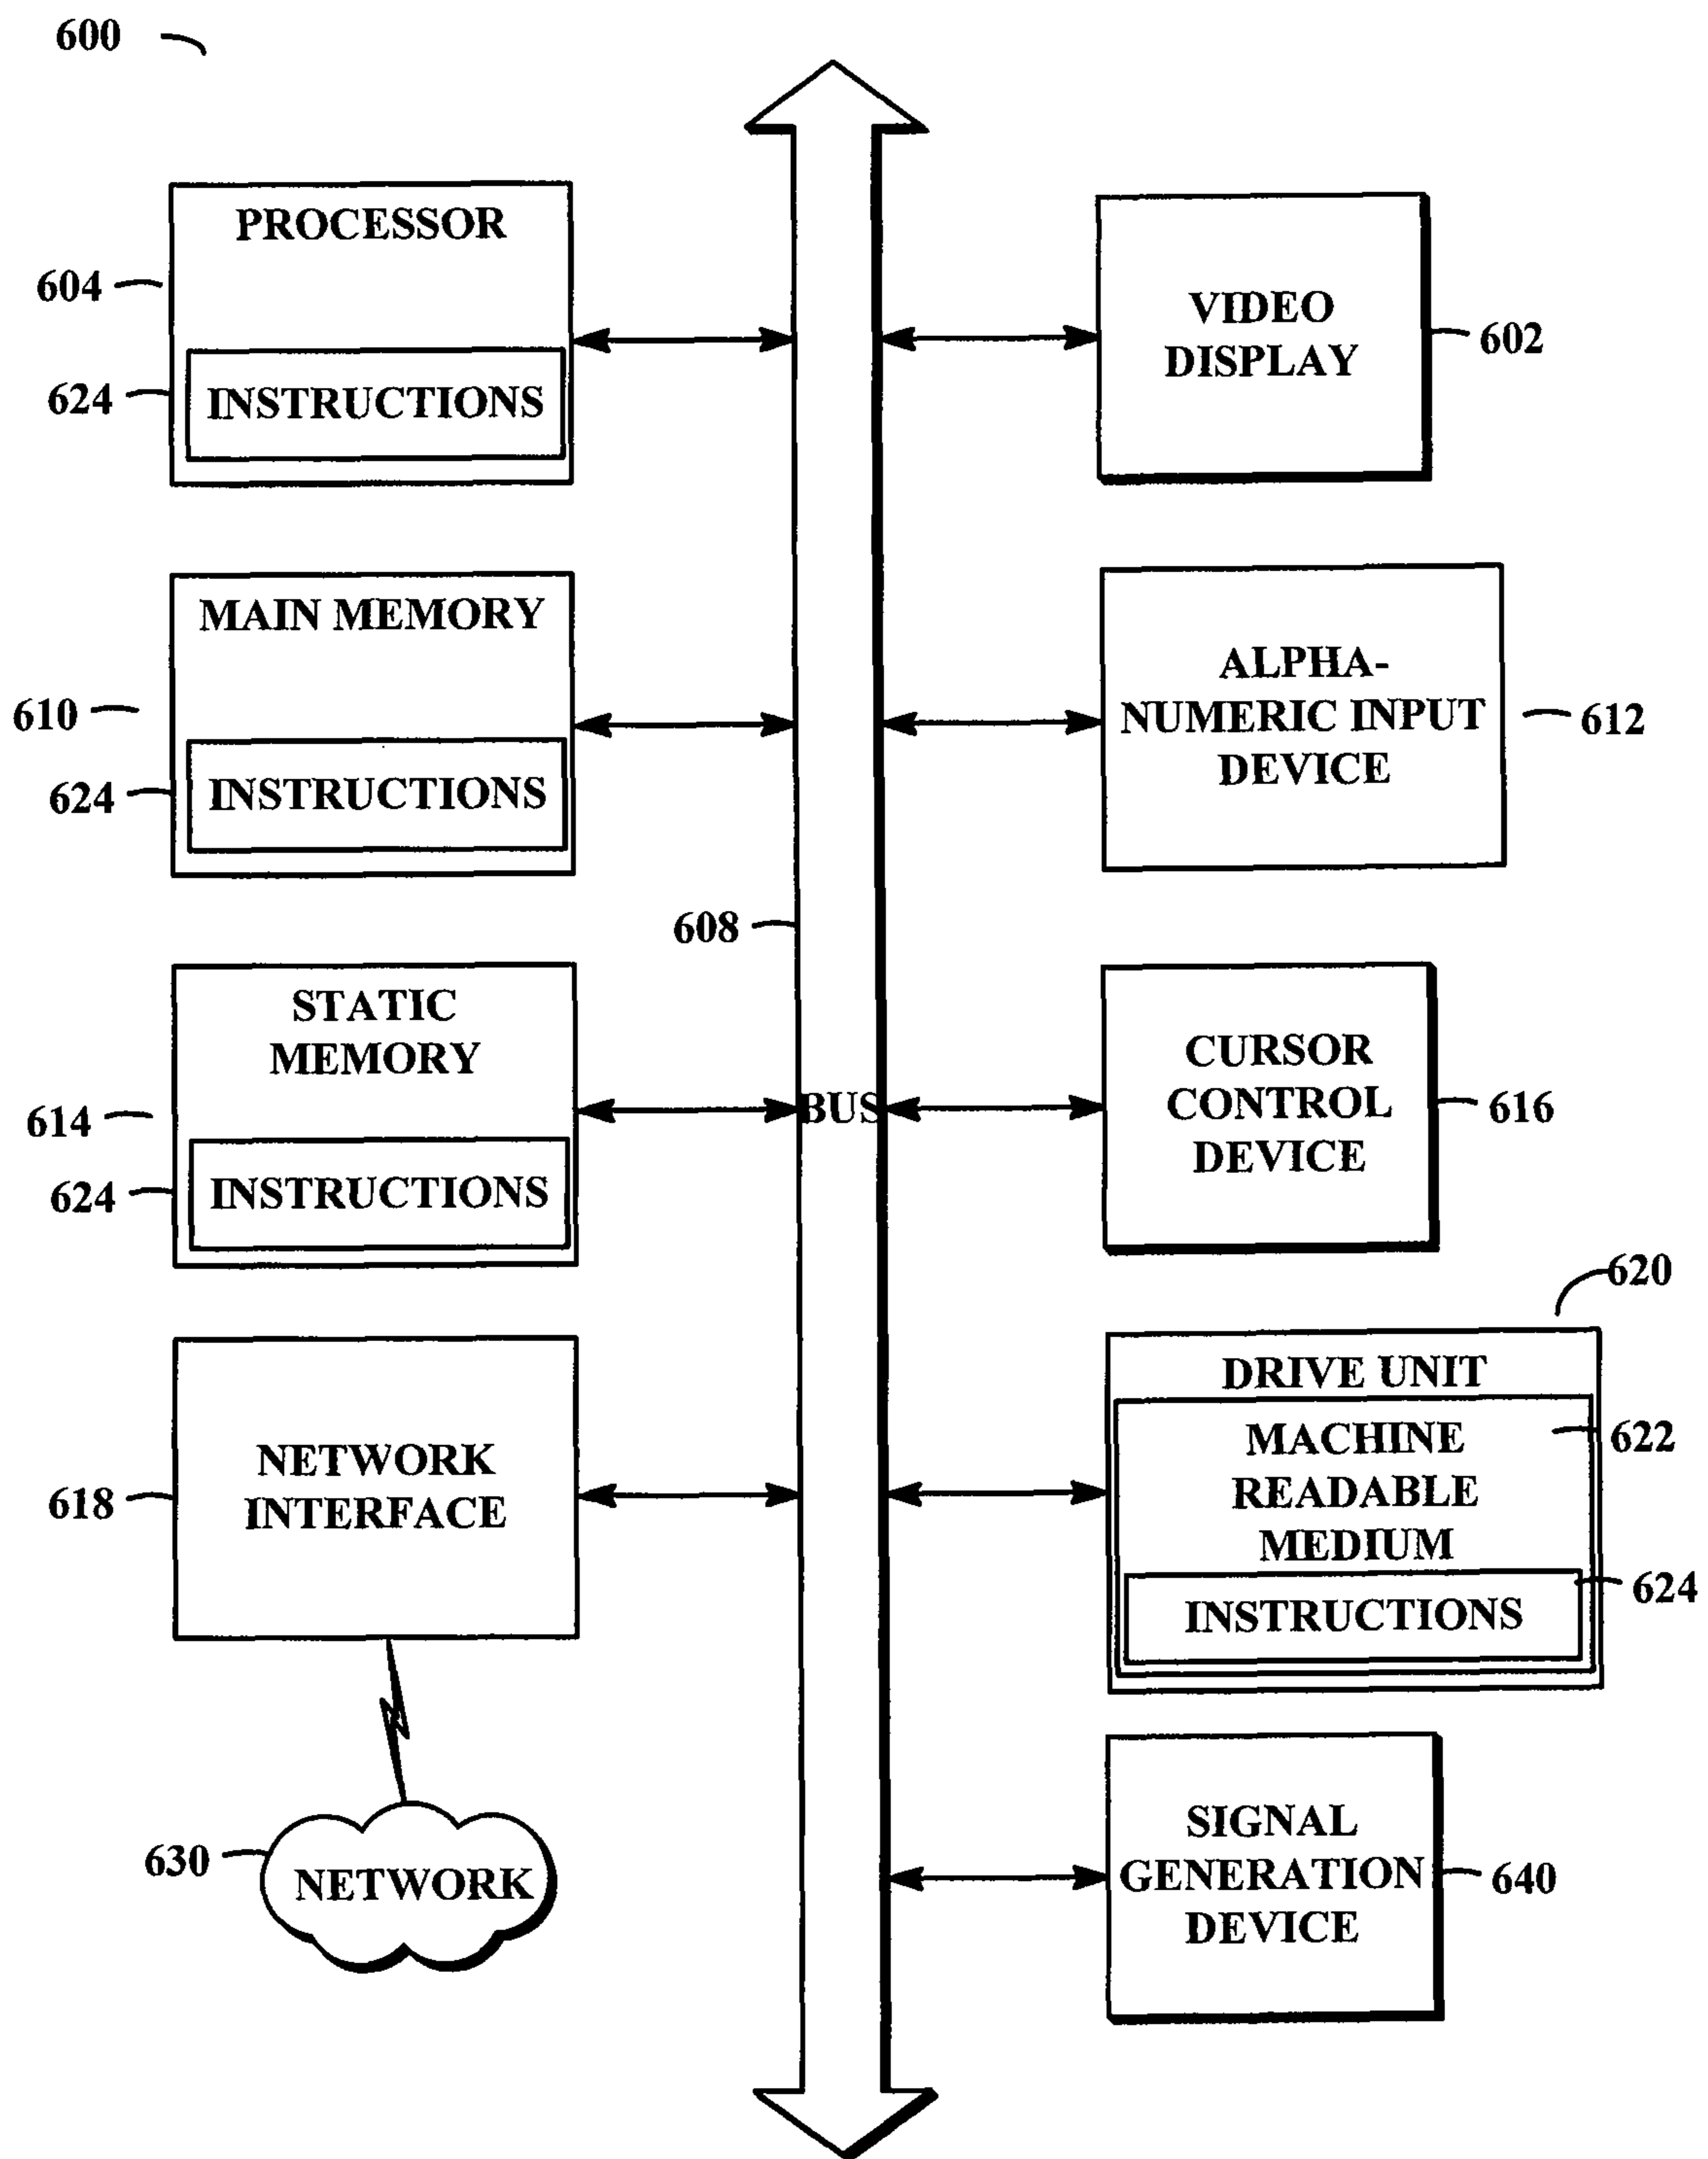 600
PROCESSOR
604
624
INSTRUCTIONS
VIDEO
DISPLAY
602
MAIN MEMORY
610
624
INSTRUCTIONS
ALPHA-
NUMERIC INPUT
DEVICE
612
608
STATIC
MEMORY
614
624
INSTRUCTIONS
BUS
CURSOR
CONTROL
DEVICE
616
NETWORK
INTERFACE
618
620
DRIVE UNIT
MACHINE
READABLE
MEDIUM
622
INSTRUCTIONS
624
630
NETWORK
SIGNAL
GENERATION
DEVICE
640